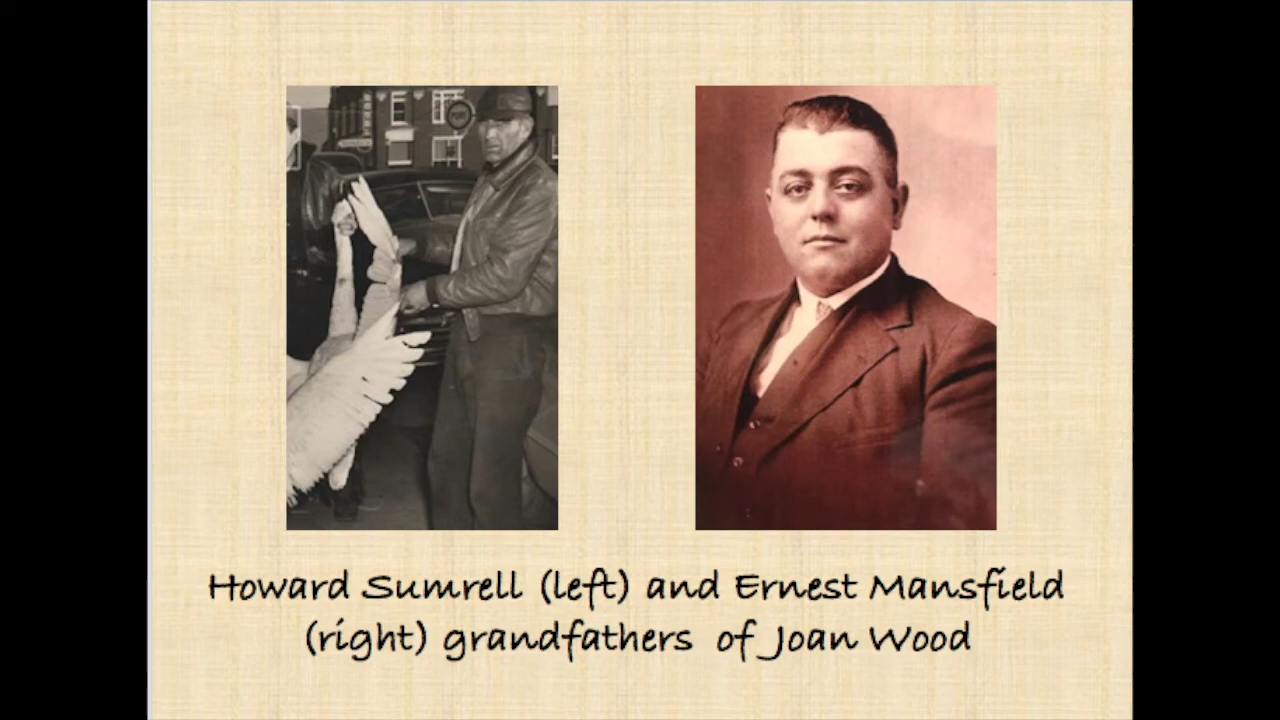 Howard Sumrell (left) and Ernest Mansfield
(right) grandfathers of Joan Wood